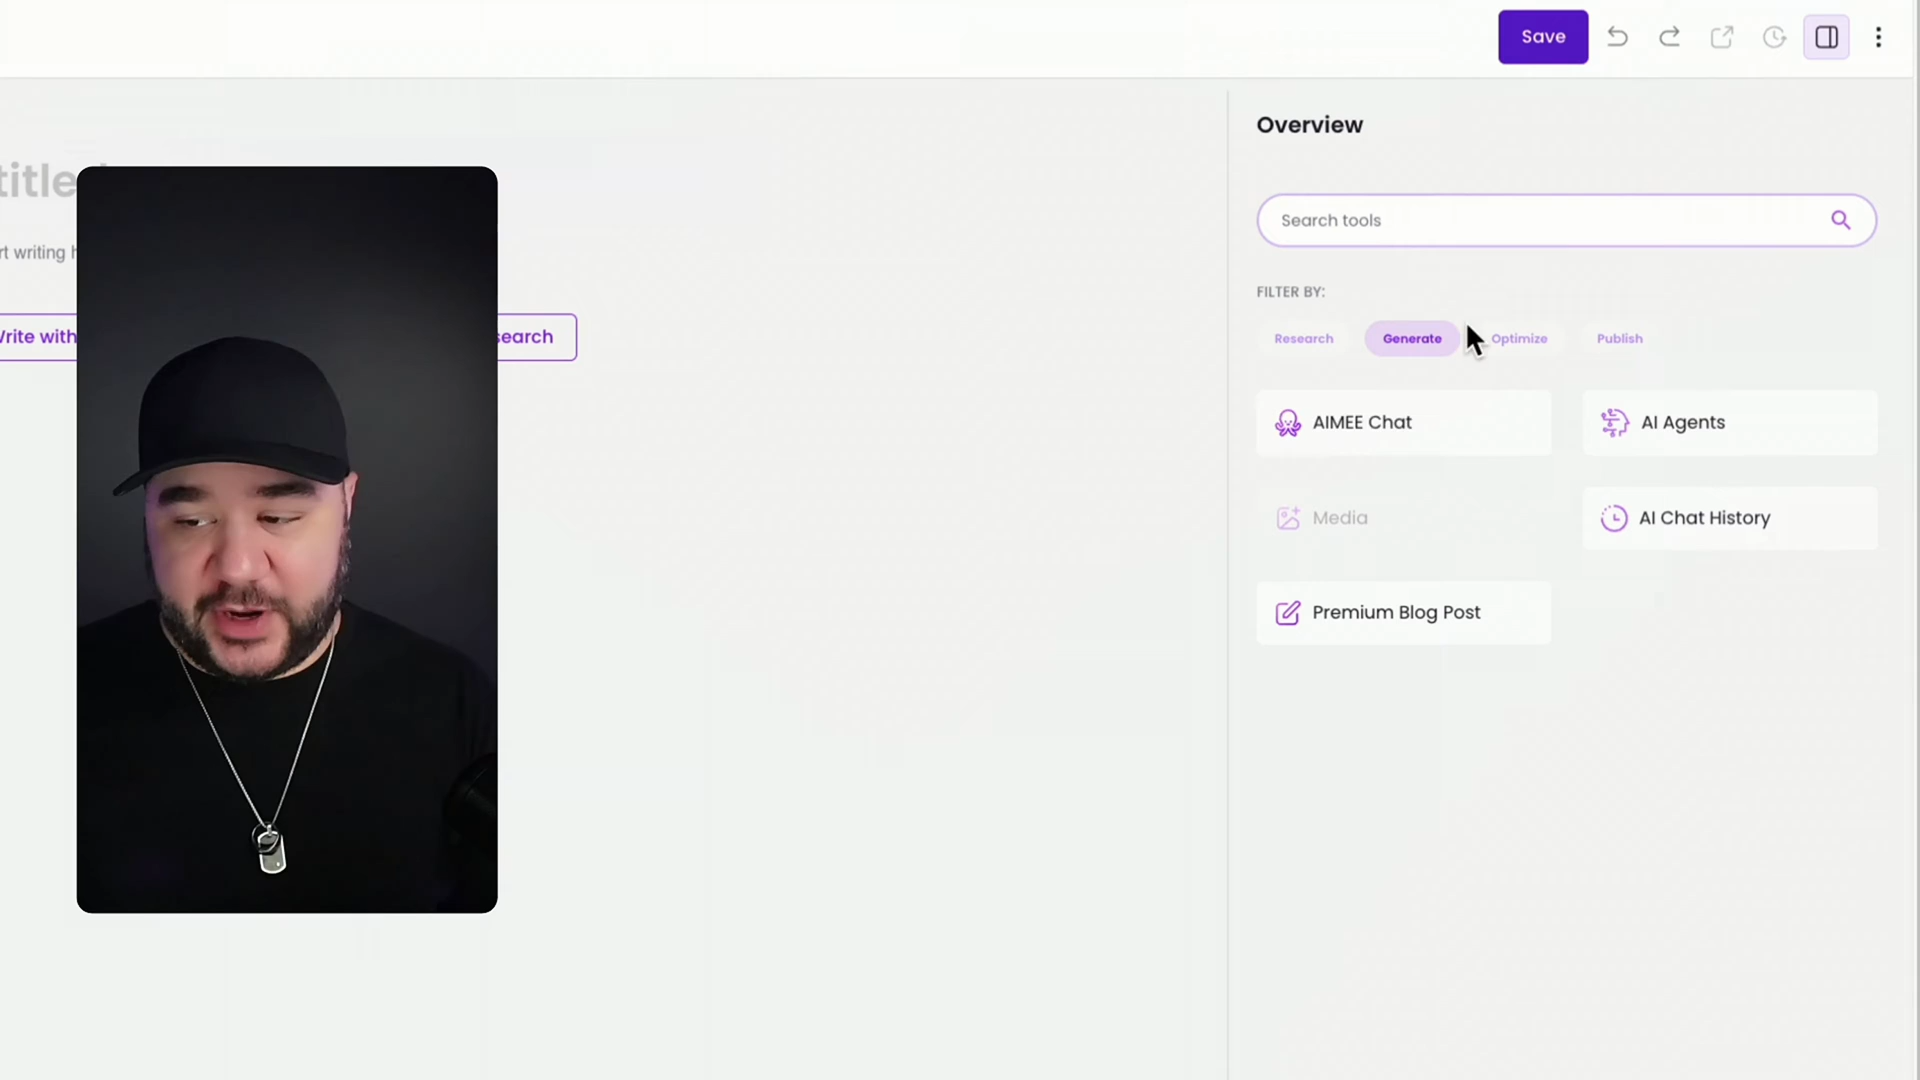 Save
Overview
title
Search tools
rt writing h
FILTER BY:
Write with
search
Research Generate Optimize Publish
AIMEE Chat AI Agents
Media AI Chat History
Premium Blog Post